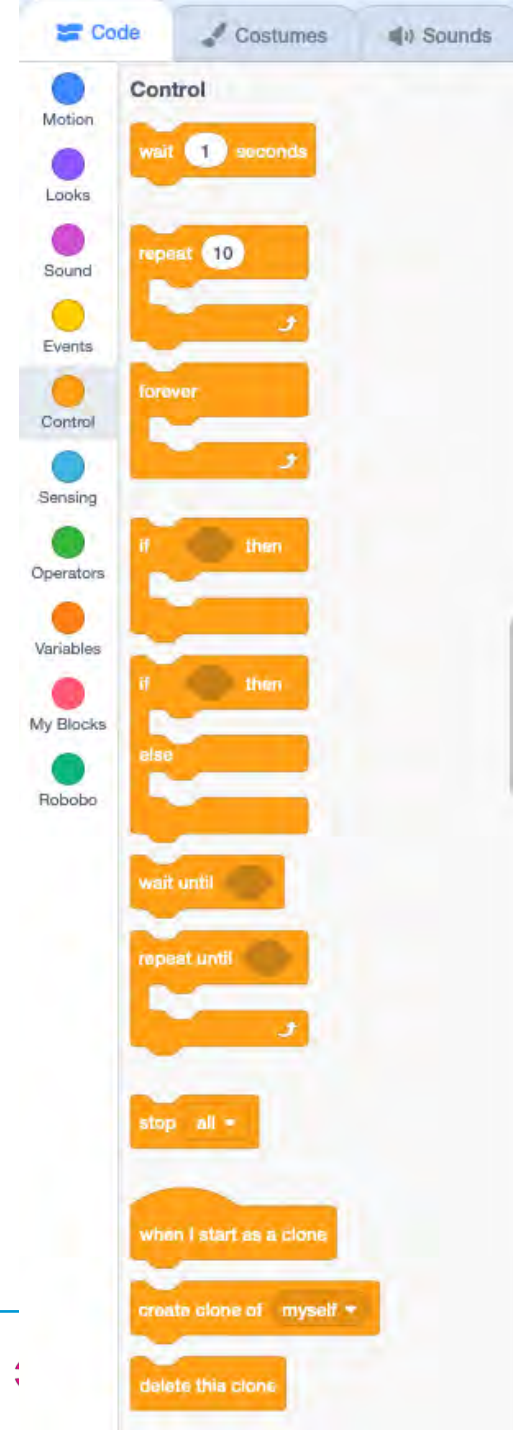 Code Costumes Sounds
Motion
Looks
Sound
Events
Control
Sensing
Operators
Variables
My Blocks
Robobo
Control
wait 1 seconds
repeat 10
forever
if then
if then
else
wait until
repeat until
stop all
when I start as a clone
create clone of myself
delete this clone